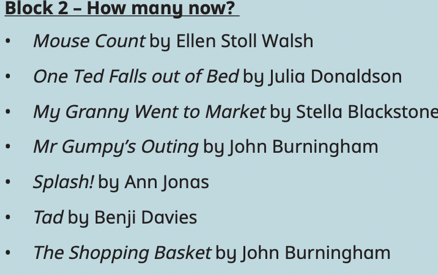 Block 2 – How many now?
• Mouse Count by Ellen Stoll Walsh
• One Ted Falls out of Bed by Julia Donaldson
• My Granny Went to Market by Stella Blackstone
• Mr Gumpy’s Outing by John Burningham
• Splash! by Ann Jonas
• Tad by Benji Davies
• The Shopping Basket by John Burningham